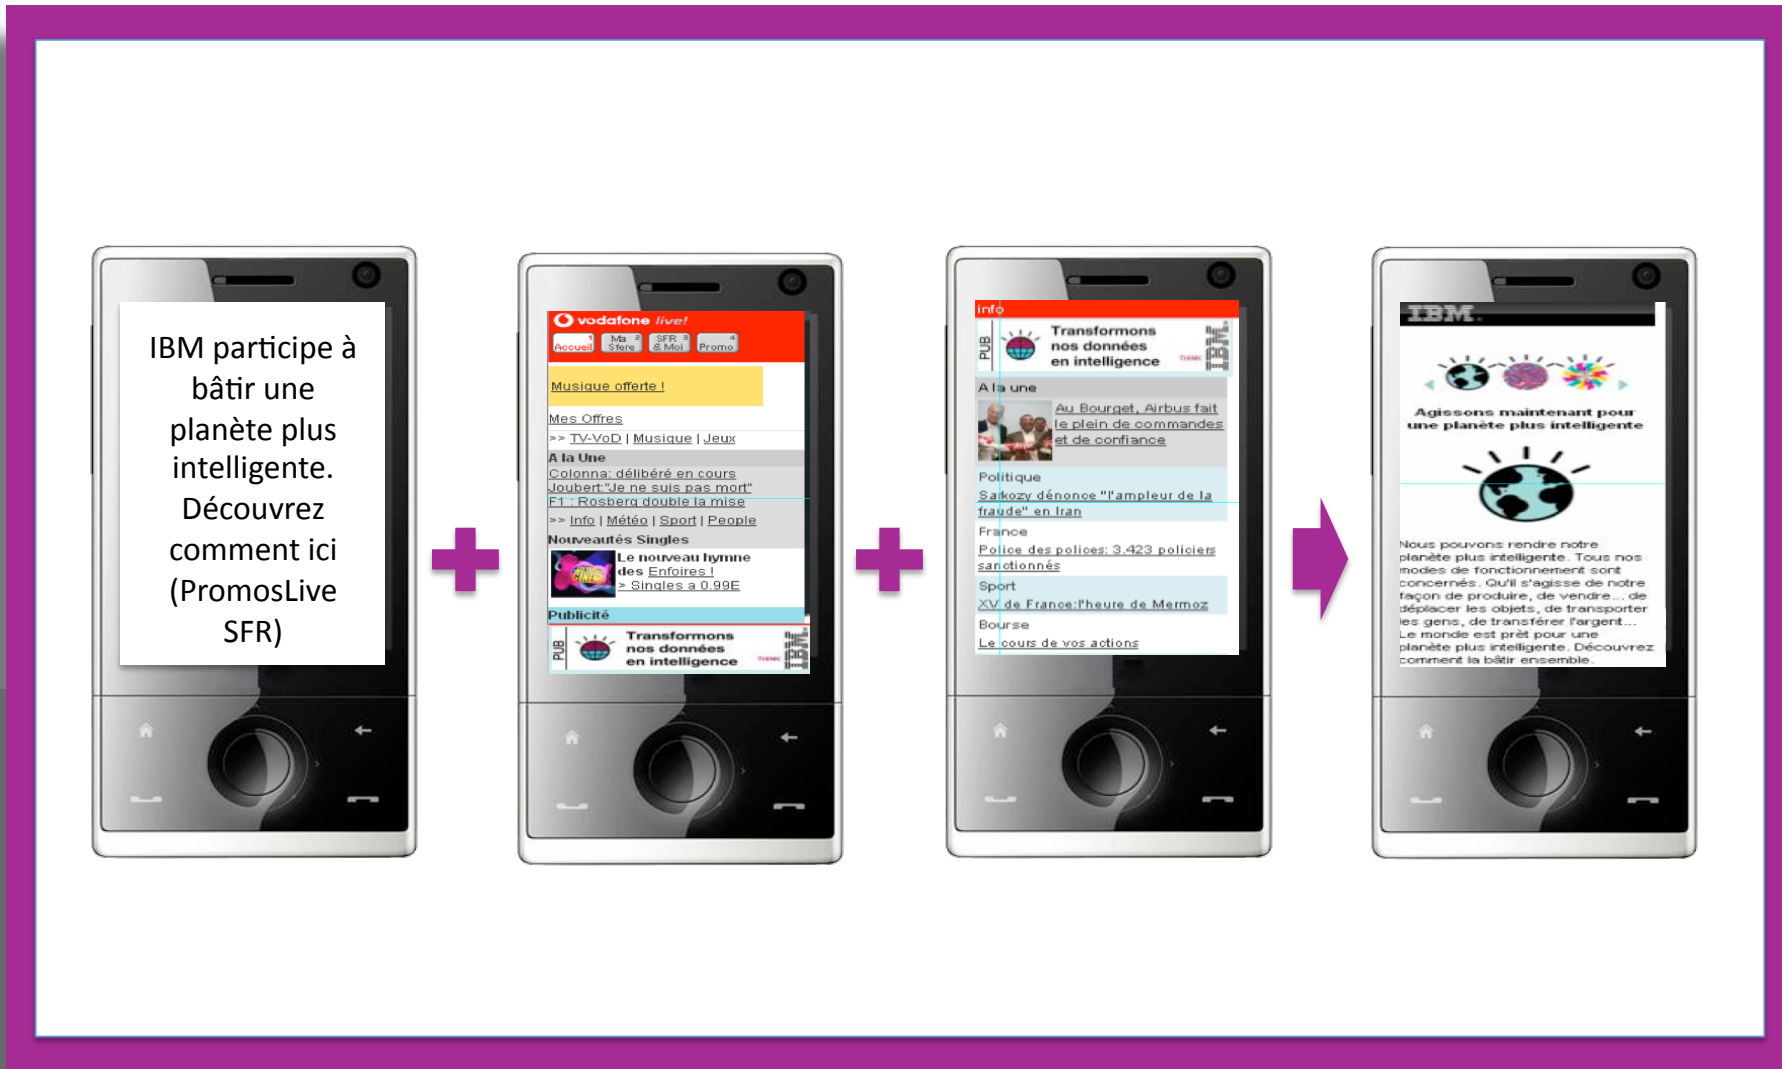 IBM participe à
bâtir une
planète plus
intelligente.
Découvrez
comment ici
(PromosLive
SFR)
vodafone live!
Accueil 1 Ma Sfere 2 SFR & Moi 3 Promo 4
Musique offerte !
Mes Offres
>> TV-VoD | Musique | Jeux
A la Une
Colonna: délibéré en cours
Joubert:"Je ne suis pas mort"
F1 : Rosberg double la mise
>> Info | Météo | Sport | People
Nouveautés Singles
Le nouveau hymne
des Enfoires !
> Singles a 0.99E
Publicité
PUB
Transformons
nos données
en intelligence
THINK
IBM
info
PUB
Transformons
nos données
en intelligence
THINK
IBM
A la une
Au Bourget, Airbus fait
le plein de commandes
et de confiance
Politique
Sarkozy dénonce "l'ampleur de la
fraude" en Iran
France
Police des polices: 3.423 policiers
sanctionnés
Sport
XV de France:l'heure de Mermoz
Bourse
Le cours de vos actions
IBM.
Agissons maintenant pour
une planète plus intelligente
Nous pouvons rendre notre
planète plus intelligente. Tous nos
modes de fonctionnement sont
concernés. Qu'il s'agisse de notre
façon de produire, de vendre... de
déplacer les objets, de transporter
les gens, de transférer l'argent...
Le monde est prèt pour une
planète plus intelligente. Découvrez
comment la bâtir ensemble.